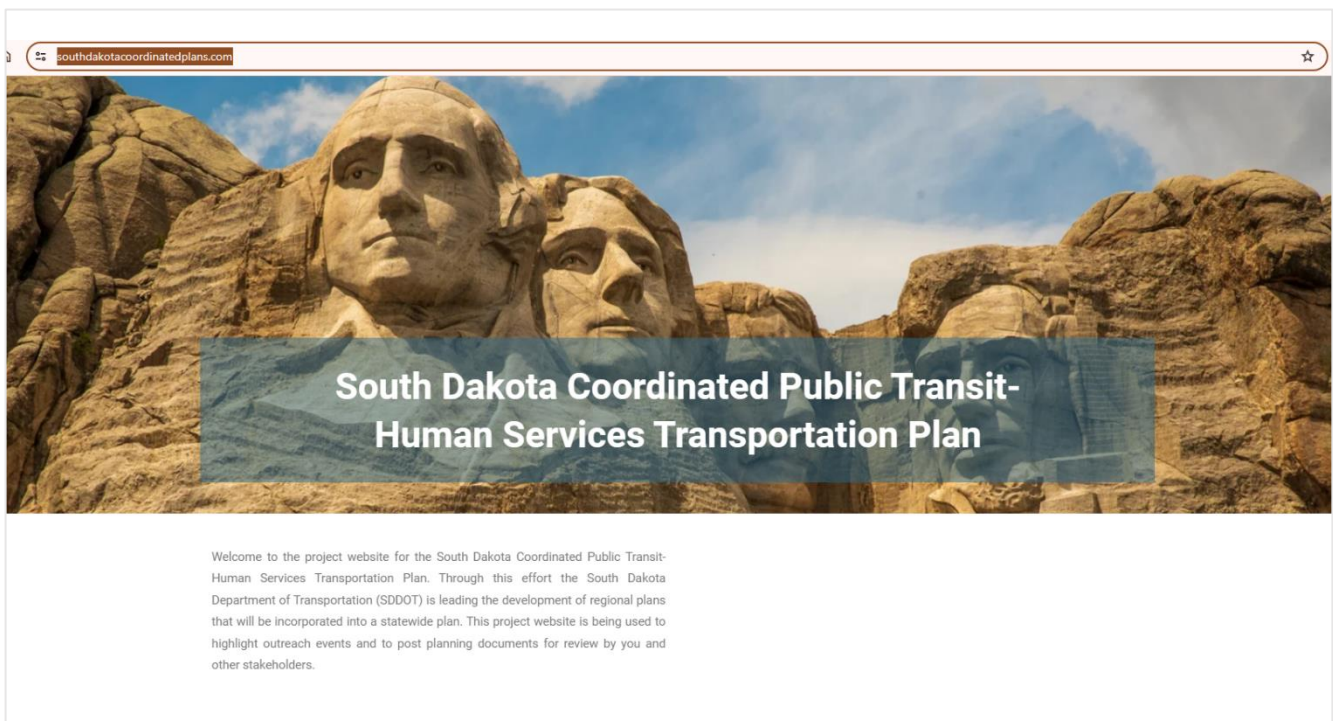 southdakotacoordinatedplans.com
South Dakota Coordinated Public Transit-
Human Services Transportation Plan
Welcome to the project website for the South Dakota Coordinated Public Transit-
Human Services Transportation Plan. Through this effort the South Dakota
Department of Transportation (SDDOT) is leading the development of regional plans
that will be incorporated into a statewide plan. This project website is being used to
highlight outreach events and to post planning documents for review by you and
other stakeholders.